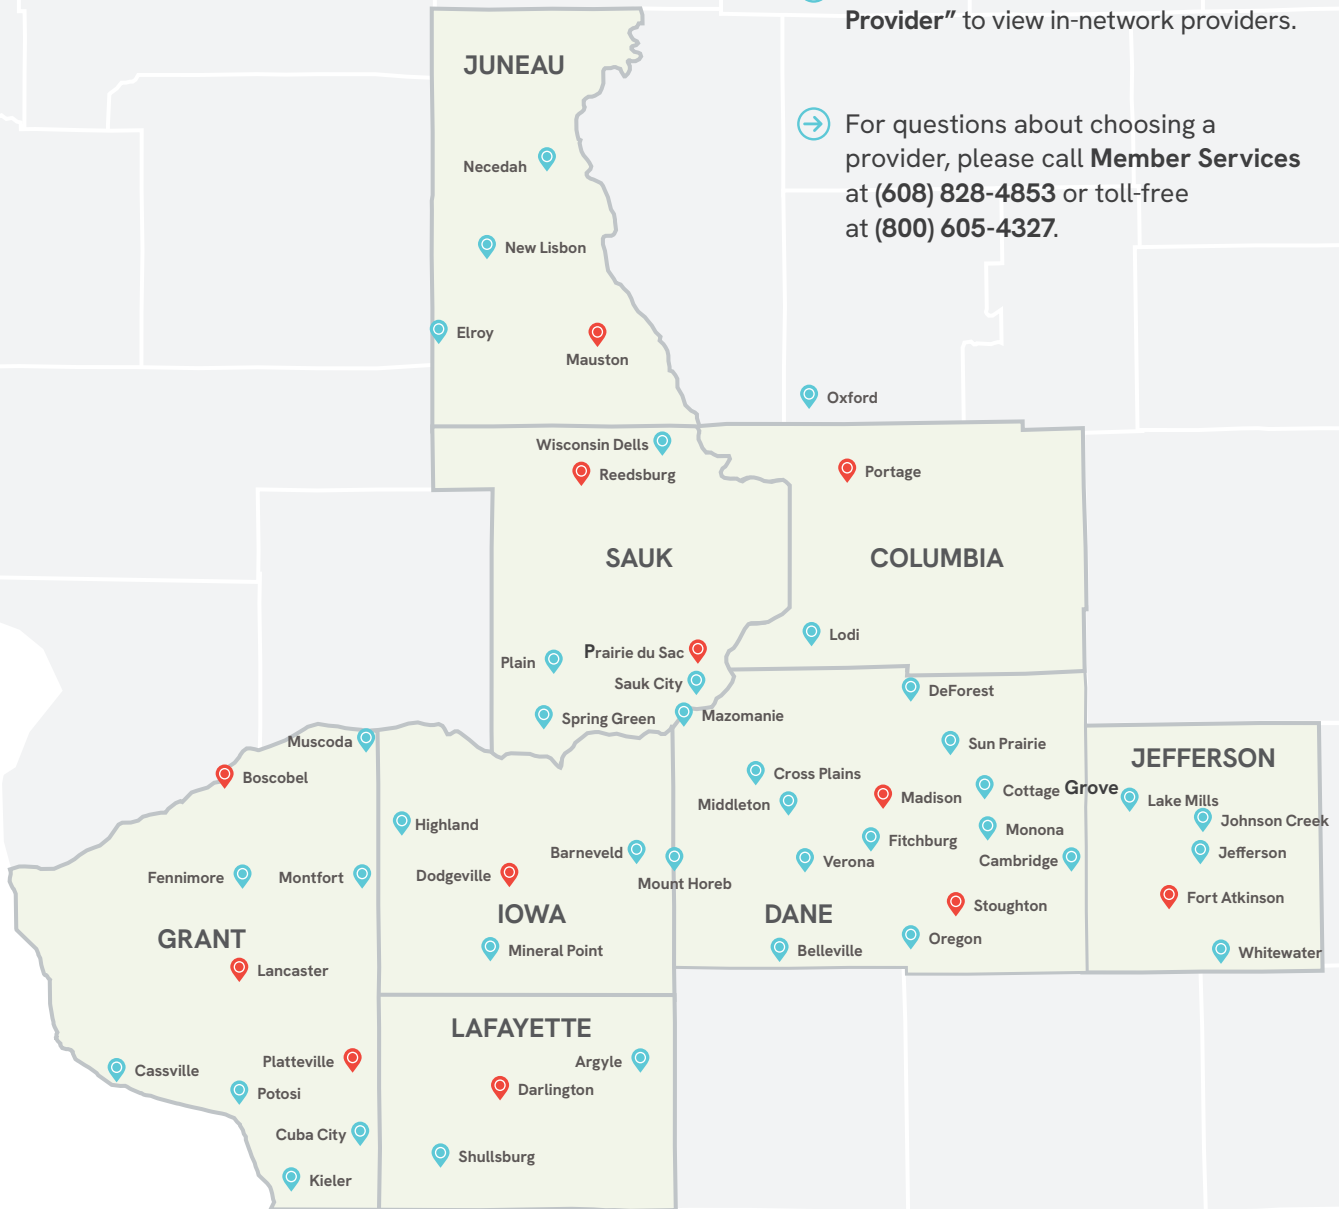 Provider” to view in-network providers.
For questions about choosing a
provider, please call Member Services
at (608) 828-4853 or toll-free
at (800) 605-4327.
JUNEAU
Necedah
New Lisbon
Elroy
Mauston
Oxford
Wisconsin Dells
Reedsburg
Portage
SAUK
COLUMBIA
Lodi
Prairie du Sac
Plain
Sauk City
Spring Green
Mazomanie
DeForest
Muscoda
Boscobel
Sun Prairie
JEFFERSON
Cross Plains
Middleton
Madison
Cottage Grove
Lake Mills
Johnson Creek
Highland
Monona
Fitchburg
Barneveld
Verona
Cambridge
Jefferson
Fennimore
Montfort
Dodgeville
Mount Horeb
Fort Atkinson
IOWA
DANE
Stoughton
GRANT
Oregon
Mineral Point
Belleville
Whitewater
Lancaster
LAFAYETTE
Platteville
Argyle
Cassville
Potosi
Darlington
Cuba City
Shullsburg
Kieler